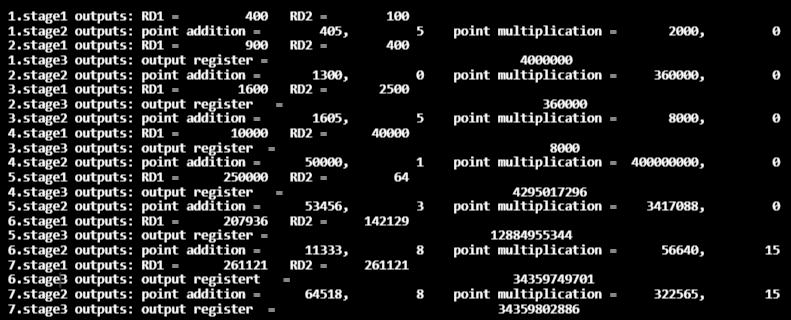 1.stage1 outputs: RD1 = 400 RD2 = 100
1.stage2 outputs: point addition = 405, 5 point multiplication = 2000, 0
2.stage1 outputs: RD1 = 900 RD2 = 400
1.stage3 outputs: output register = 4000000
2.stage2 outputs: point addition = 1300, 0 point multiplication = 360000, 0
3.stage1 outputs: RD1 = 1600 RD2 = 2500
2.stage3 outputs: output register = 360000
3.stage2 outputs: point addition = 1605, 5 point multiplication = 8000, 0
4.stage1 outputs: RD1 = 10000 RD2 = 40000
3.stage3 outputs: output register = 8000
4.stage2 outputs: point addition = 50000, 1 point multiplication = 400000000, 0
5.stage1 outputs: RD1 = 250000 RD2 = 64
4.stage3 outputs: output register = 4295017296
5.stage2 outputs: point addition = 53456, 3 point multiplication = 3417088, 0
6.stage1 outputs: RD1 = 207936 RD2 = 142129
5.stage3 outputs: output register = 12884955344
6.stage2 outputs: point addition = 11333, 8 point multiplication = 56640, 15
7.stage1 outputs: RD1 = 261121 RD2 = 261121
6.stage3 outputs: output registert = 34359749701
7.stage2 outputs: point addition = 64518, 8 point multiplication = 322565, 15
7.stage3 outputs: output register = 34359802886